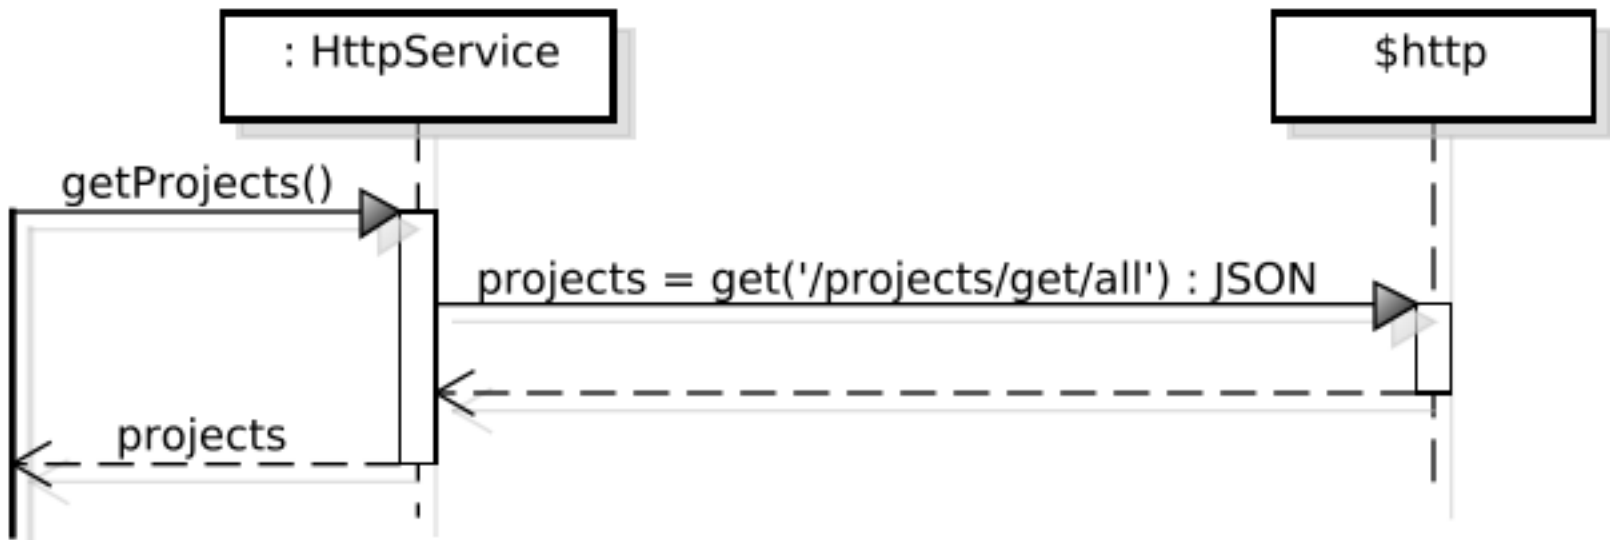 : HttpService
$http
getProjects()
projects = get('/projects/get/all') : JSON
projects